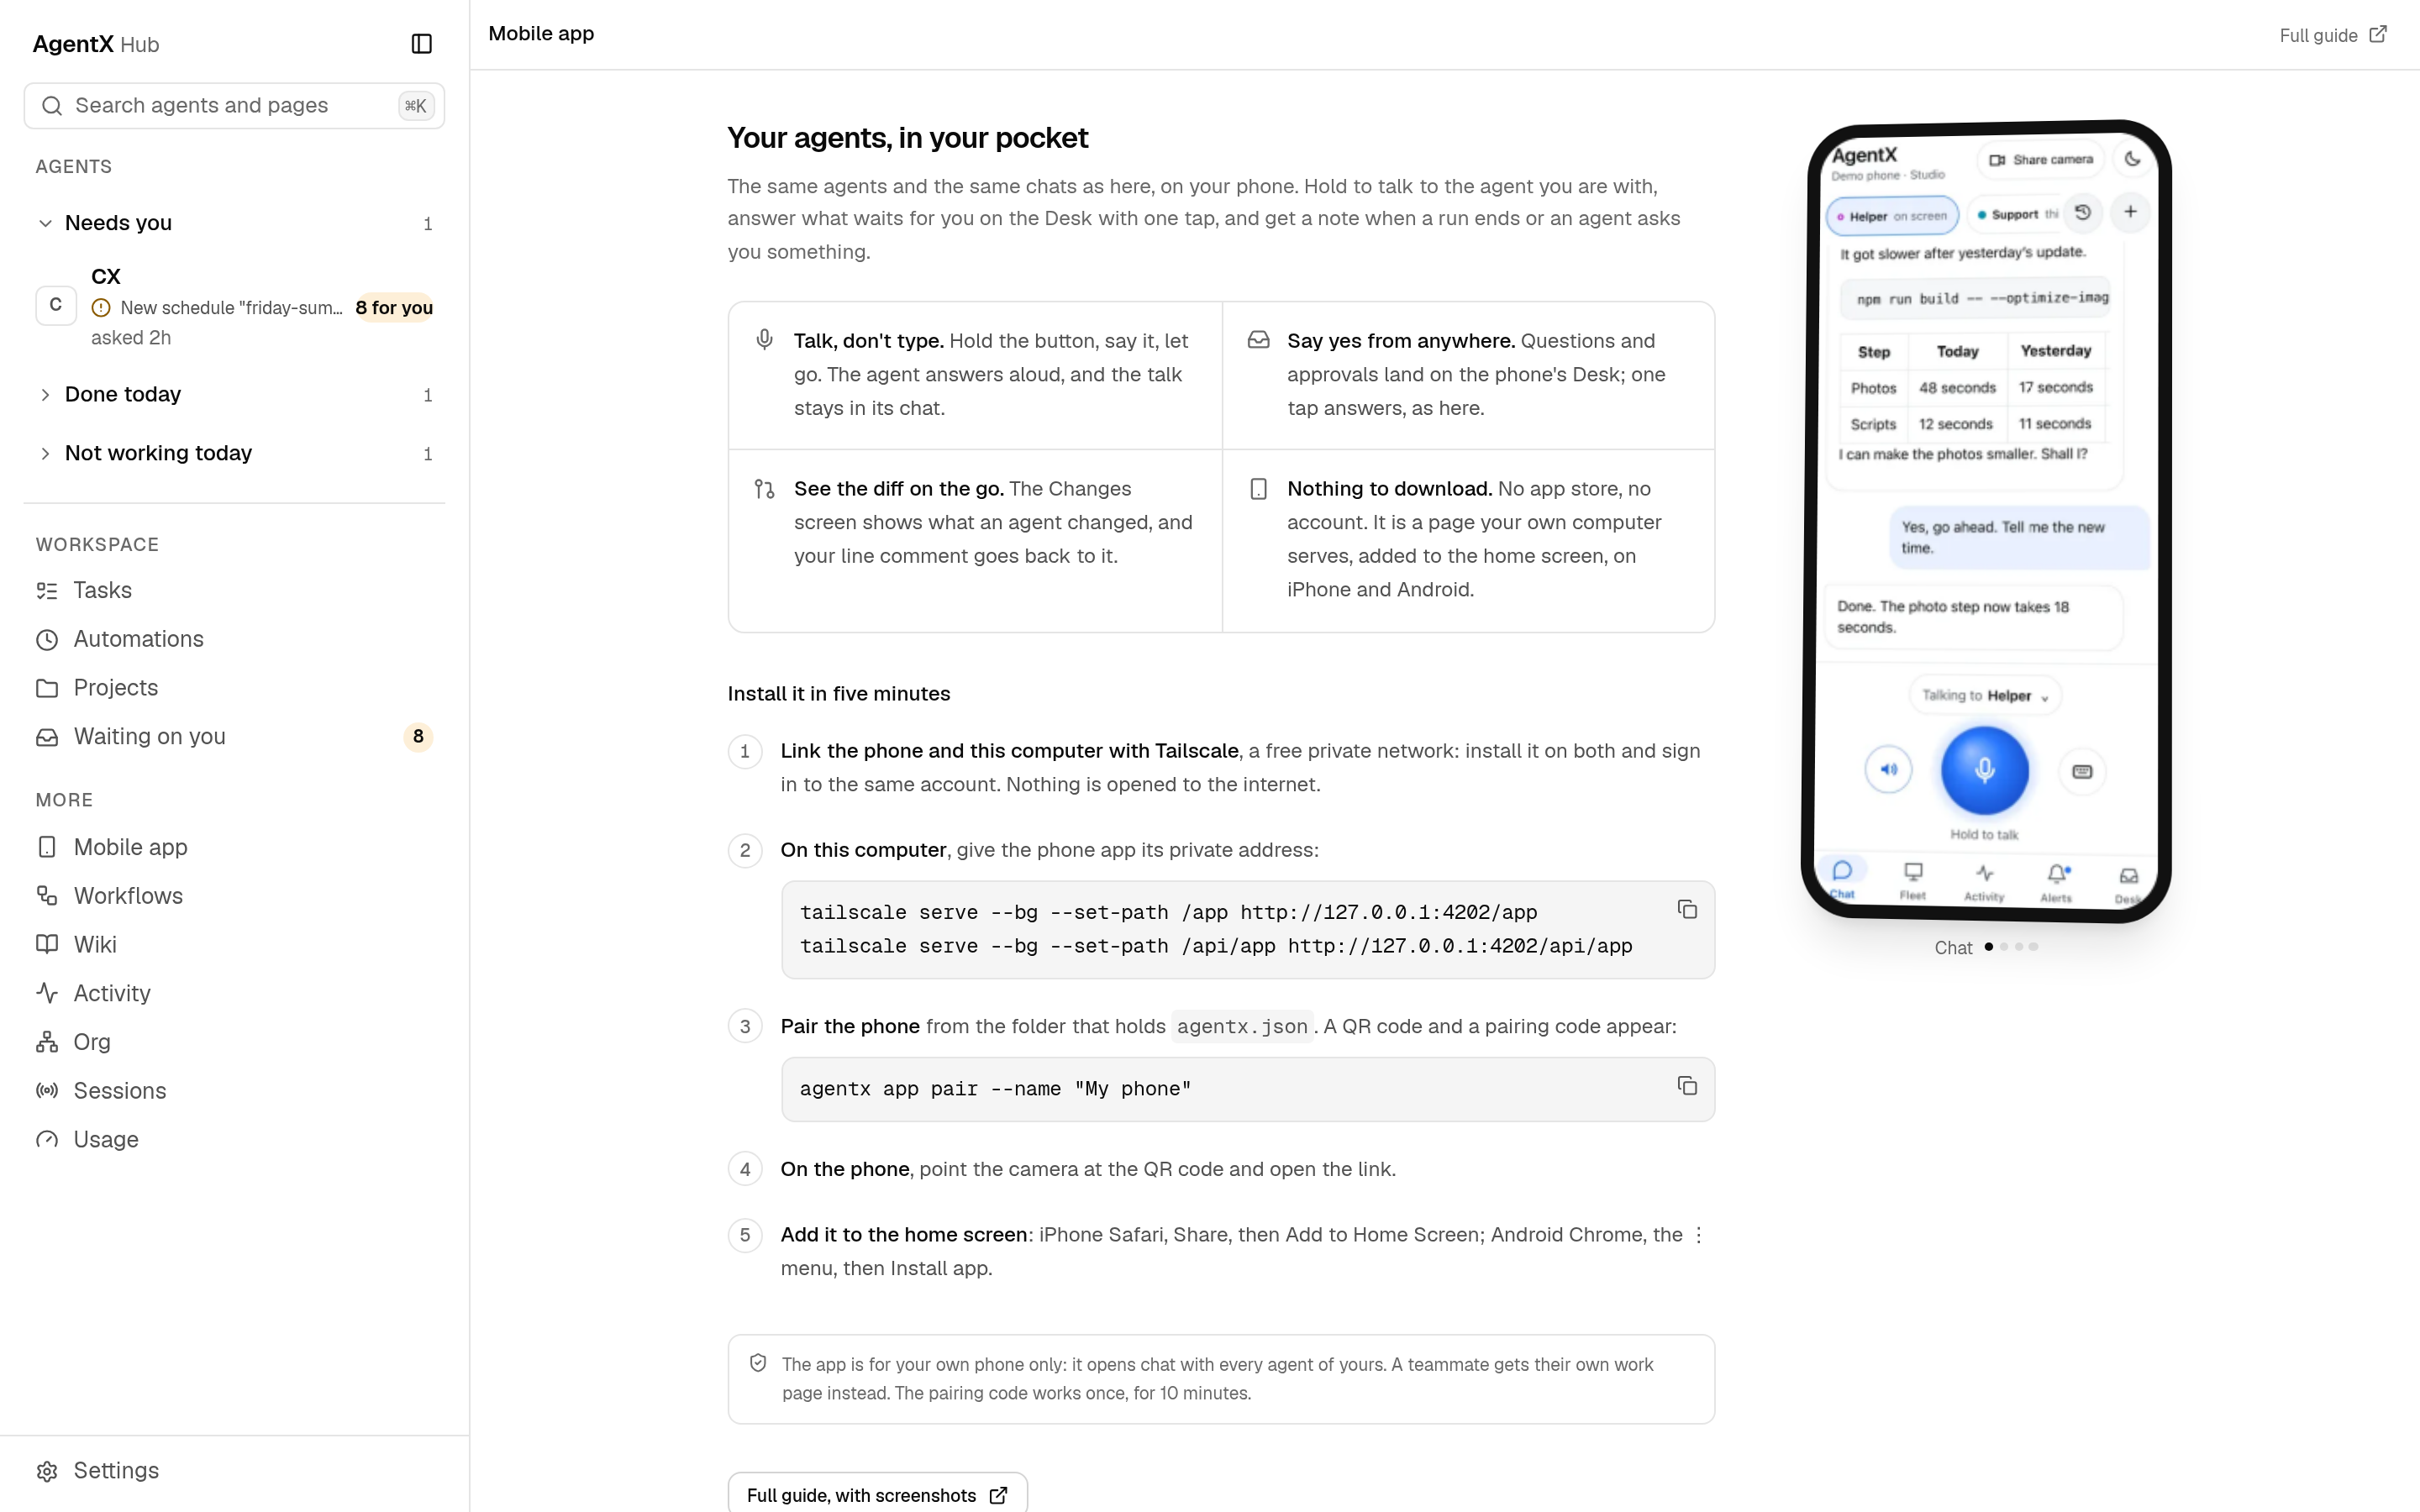 AgentX Hub
Search agents and pages ⌘K
AGENTS
Needs you 1
C
CX
New schedule "friday-sum... 8 for you
asked 2h
Done today 1
Not working today 1
WORKSPACE
Tasks
Automations
Projects
Waiting on you 8
MORE
Mobile app
Workflows
Wiki
Activity
Org
Sessions
Usage
Settings
Mobile app
Full guide
Your agents, in your pocket
The same agents and the same chats as here, on your phone. Hold to talk to the agent you are with,
answer what waits for you on the Desk with one tap, and get a note when a run ends or an agent asks
you something.
Talk, don't type. Hold the button, say it, let
go. The agent answers aloud, and the talk
stays in its chat.
Say yes from anywhere. Questions and
approvals land on the phone's Desk; one
tap answers, as here.
See the diff on the go. The Changes
screen shows what an agent changed, and
your line comment goes back to it.
Nothing to download. No app store, no
account. It is a page your own computer
serves, added to the home screen, on
iPhone and Android.
Install it in five minutes
1 Link the phone and this computer with Tailscale, a free private network: install it on both and sign
in to the same account. Nothing is opened to the internet.
2 On this computer, give the phone app its private address:
tailscale serve --bg --set-path /app http://127.0.0.1:4202/app
tailscale serve --bg --set-path /api/app http://127.0.0.1:4202/api/app
3 Pair the phone from the folder that holds agentx.json. A QR code and a pairing code appear:
agentx app pair --name "My phone"
4 On the phone, point the camera at the QR code and open the link.
5 Add it to the home screen: iPhone Safari, Share, then Add to Home Screen; Android Chrome, the ⋮
menu, then Install app.
The app is for your own phone only: it opens chat with every agent of yours. A teammate gets their own work
page instead. The pairing code works once, for 10 minutes.
Full guide, with screenshots
AgentX
Demo phone · Studio
Share camera
Helper on screen
Support thi
It got slower after yesterday's update.
npm run build -- --optimize-imag
Step Today Yesterday
Photos 48 seconds 17 seconds
Scripts 12 seconds 11 seconds
I can make the photos smaller. Shall I?
Yes, go ahead. Tell me the new
time.
Done. The photo step now takes 18
seconds.
Talking to Helper
Hold to talk
Chat Fleet Activity Alerts Desk
Chat